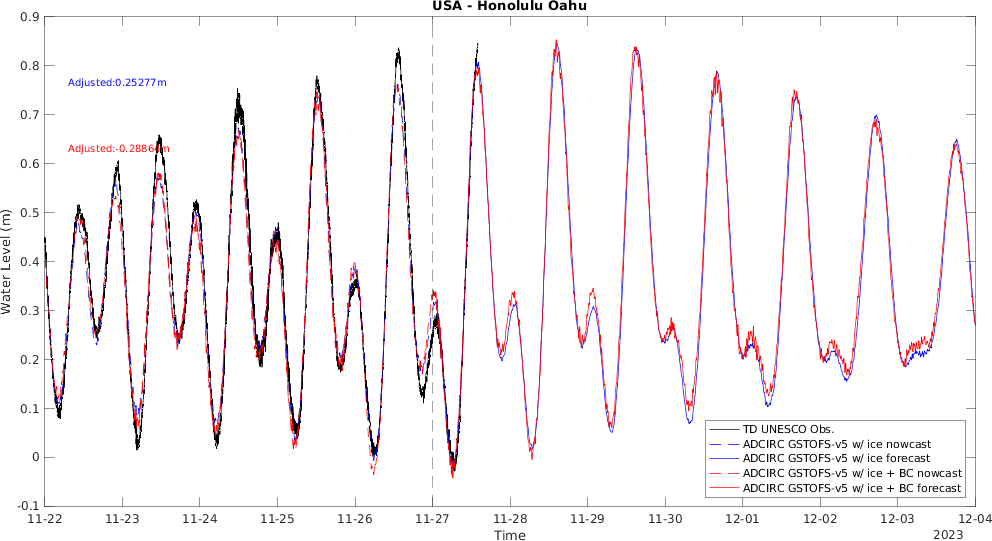 USA - Honolulu Oahu
0.9
0.8
0.7
0.6
0.5
0.4
0.3
0.2
0.1
0
-0.1
Water Level (m)
Adjusted:0.25277m
Adjusted:-0.28864m
TD UNESCO Obs.
ADCIRC GSTOFS-v5 w/ ice nowcast
ADCIRC GSTOFS-v5 w/ ice forecast
ADCIRC GSTOFS-v5 w/ ice + BC nowcast
ADCIRC GSTOFS-v5 w/ ice + BC forecast
11-22 11-23 11-24 11-25 11-26 11-27 11-28 11-29 11-30 12-01 12-02 12-03 12-04
Time
2023